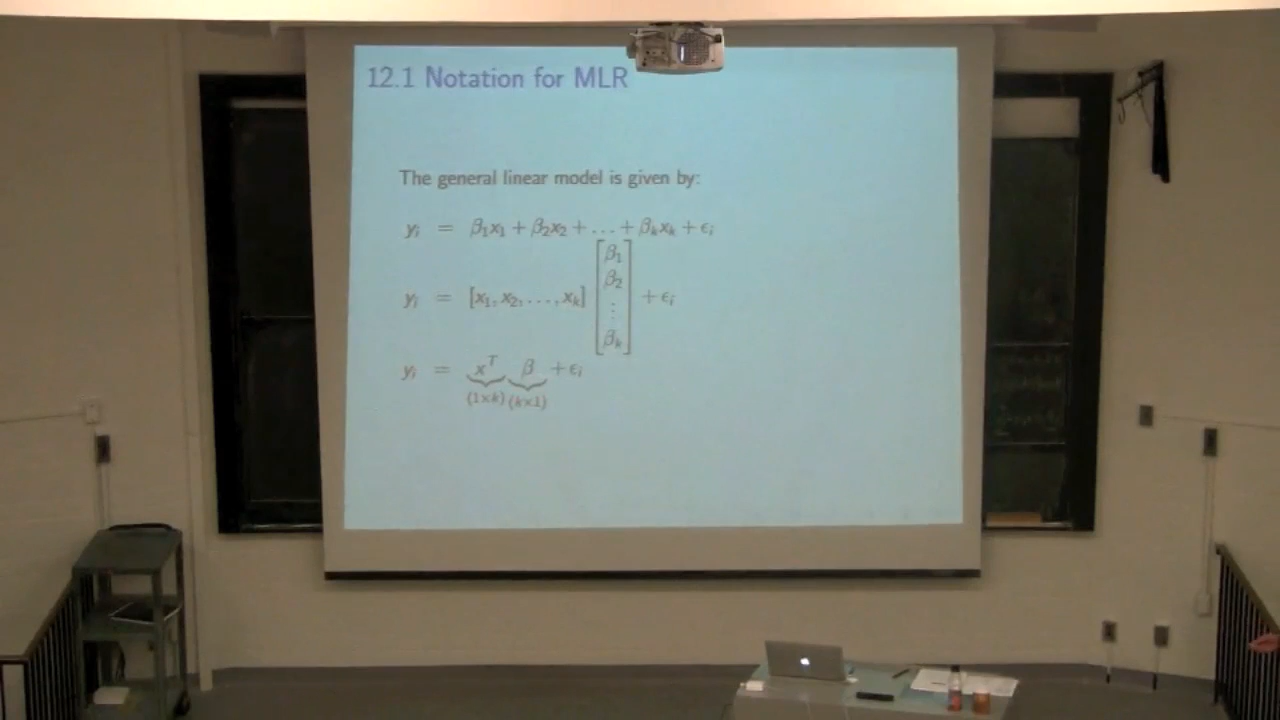 12.1 Notation for MLR
The general linear model is given by:
yᵢ = β₁x₁ + β₂x₂ + … + βₖxₖ + ϵᵢ
yᵢ = [x₁, x₂, …, xₖ] [β₁ β₂ ⋮ βₖ] + ϵᵢ
yᵢ = xᵀ β + ϵᵢ
(1×k) (k×1)